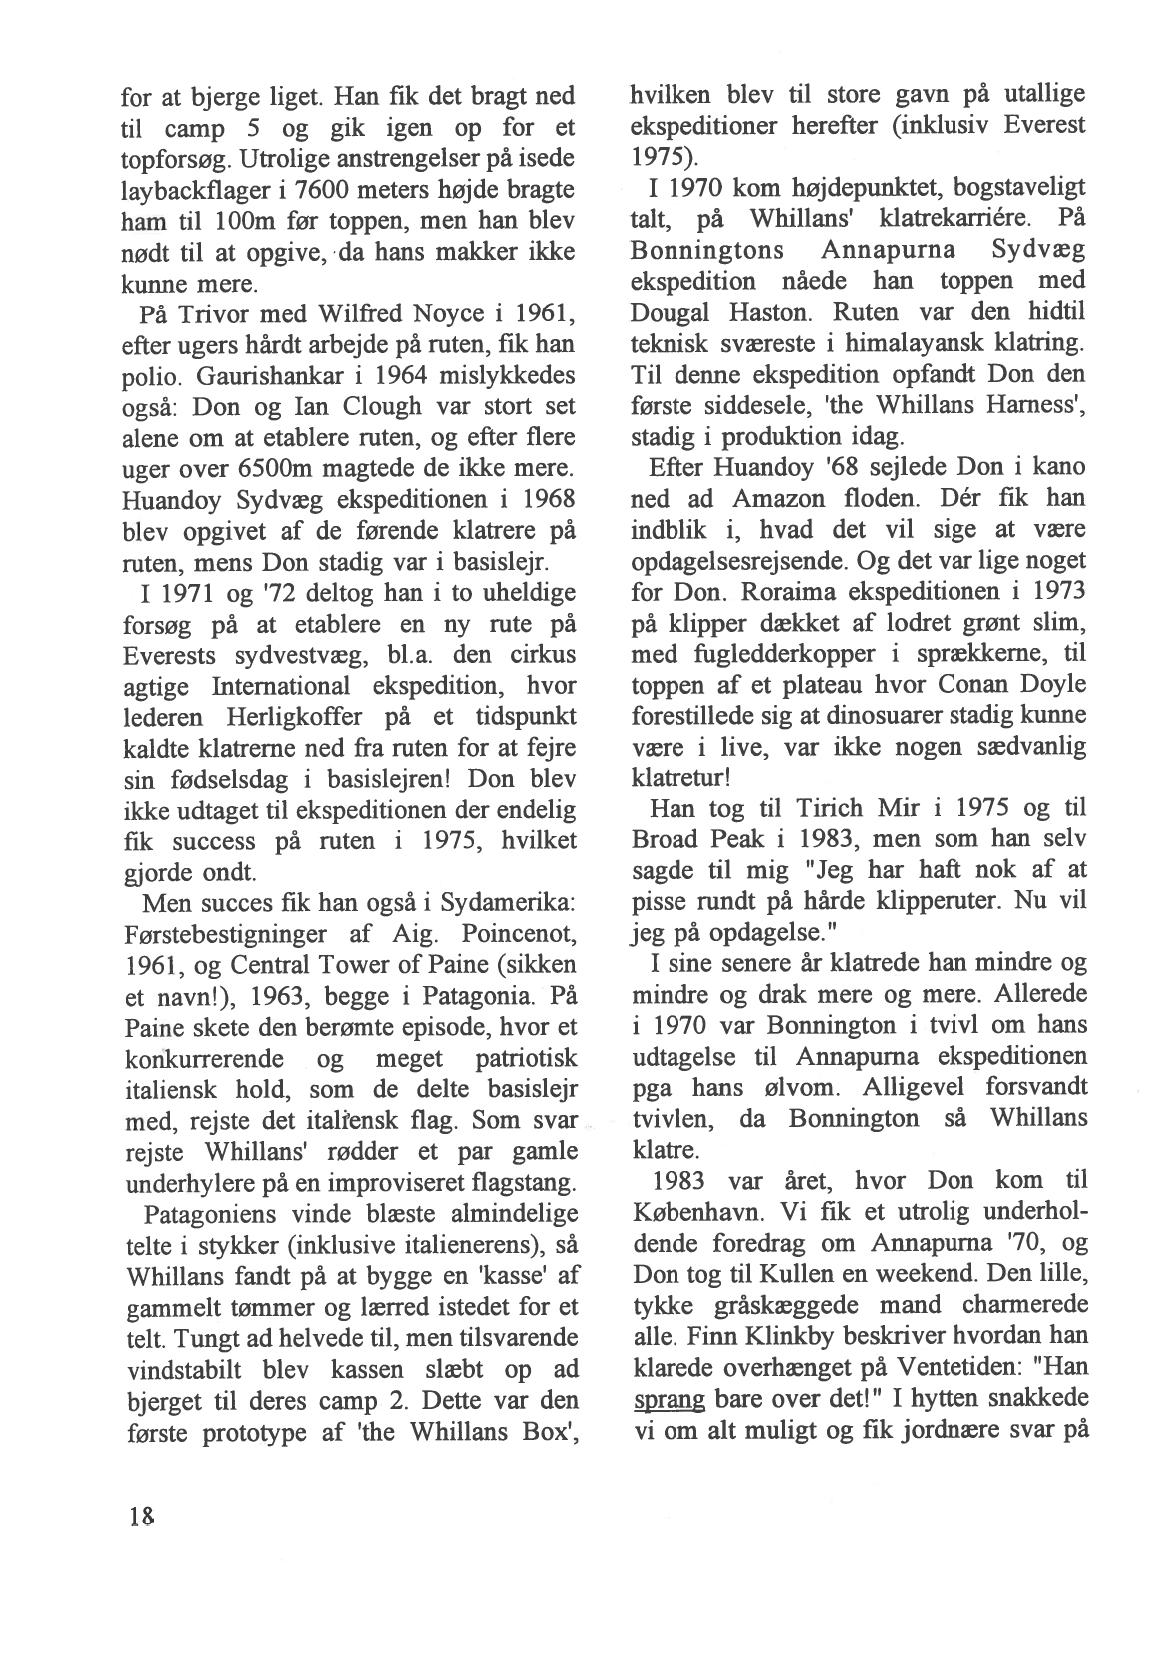 for at bjerge liget. Han fik det bragt ned
til camp 5 og gik igen op for et
topforsøg. Utrolige anstrengelser på isede
laybackflager i 7600 meters højde bragte
ham til 100m før toppen, men han blev
nødt til at opgive, da hans makker ikke
kunne mere.
På Trivor med Wilfred Noyce i 1961,
efter ugers hårdt arbejde på ruten, fik han
polio. Gaurishankar i 1964 mislykkedes
også: Don og Ian Clough var stort set
alene om at etablere ruten, og efter flere
uger over 6500m magtede de ikke mere.
Huandoy Sydvæg ekspeditionen i 1968
blev opgivet af de førende klatrere på
ruten, mens Don stadig var i basislejr.
I 1971 og '72 deltog han i to uheldige
forsøg på at etablere en ny rute på
Everests sydvestvæg, bl.a. den cirkus
agtige International ekspedition, hvor
lederen Herligkoffer på et tidspunkt
kaldte klatrerne ned fra ruten for at fejre
sin fødselsdag i basislejren! Don blev
ikke udtaget til ekspeditionen der endelig
fik success på ruten i 1975, hvilket
gjorde ondt.
Men succes fik han også i Sydamerika:
Førstebestigninger af Aig. Poincenot,
1961, og Central Tower of Paine (sikken
et navn!), 1963, begge i Patagonia. På
Paine skete den berømte episode, hvor et
konkurrerende og meget patriotisk
italiensk hold, som de delte basislejr
med, rejste det italiensk flag. Som svar
rejste Whillans' rødder et par gamle
underhylere på en improviseret flagstang.
Patagoniens vinde blæste almindelige
telte i stykker (inklusive italienerens), så
Whillans fandt på at bygge en 'kasse' af
gammelt tømmer og lærred istedet for et
telt. Tungt ad helvede til, men tilsvarende
vindstabilt blev kassen slæbt op ad
bjerget til deres camp 2. Dette var den
første prototype af 'the Whillans Box',
hvilken blev til store gavn på utallige
ekspeditioner herefter (inklusiv Everest
1975).
I 1970 kom højdepunktet, bogstaveligt
talt, på Whillans' klatrekarriére. På
Bonningtons Annapurna Sydvæg
ekspedition nåede han toppen med
Dougal Haston. Ruten var den hidtil
teknisk sværeste i himalayansk klatring.
Til denne ekspedition opfandt Don den
første siddesele, 'the Whillans Harness',
stadig i produktion idag.
Efter Huandoy '68 sejlede Don i kano
ned ad Amazon floden. Dér fik han
indblik i, hvad det vil sige at være
opdagelsesrejsende. Og det var lige noget
for Don. Roraima ekspeditionen i 1973
på klipper dækket af lodret grønt slim,
med fugledderkopper i sprækkerne, til
toppen af et plateau hvor Conan Doyle
forestillede sig at dinosuarer stadig kunne
være i live, var ikke nogen sædvanlig
klatretur!
Han tog til Tirich Mir i 1975 og til
Broad Peak i 1983, men som han selv
sagde til mig "Jeg har haft nok af at
pisse rundt på hårde klipperuter. Nu vil
jeg på opdagelse."
I sine senere år klatrede han mindre og
mindre og drak mere og mere. Allerede
i 1970 var Bonnington i tvivl om hans
udtagelse til Annapurna ekspeditionen
pga hans ølvom. Alligevel forsvandt
tvivlen, da Bonnington så Whillans
klatre.
1983 var året, hvor Don kom til
København. Vi fik et utrolig underhol-
dende foredrag om Annapurna '70, og
Don tog til Kullen en weekend. Den lille,
tykke gråskæggede mand charmerede
alle. Finn Klinkby beskriver hvordan han
klarede overhænget på Ventetiden: "Han
sprang bare over det!" I hytten snakkede
vi om alt muligt og fik jordnære svar på
18